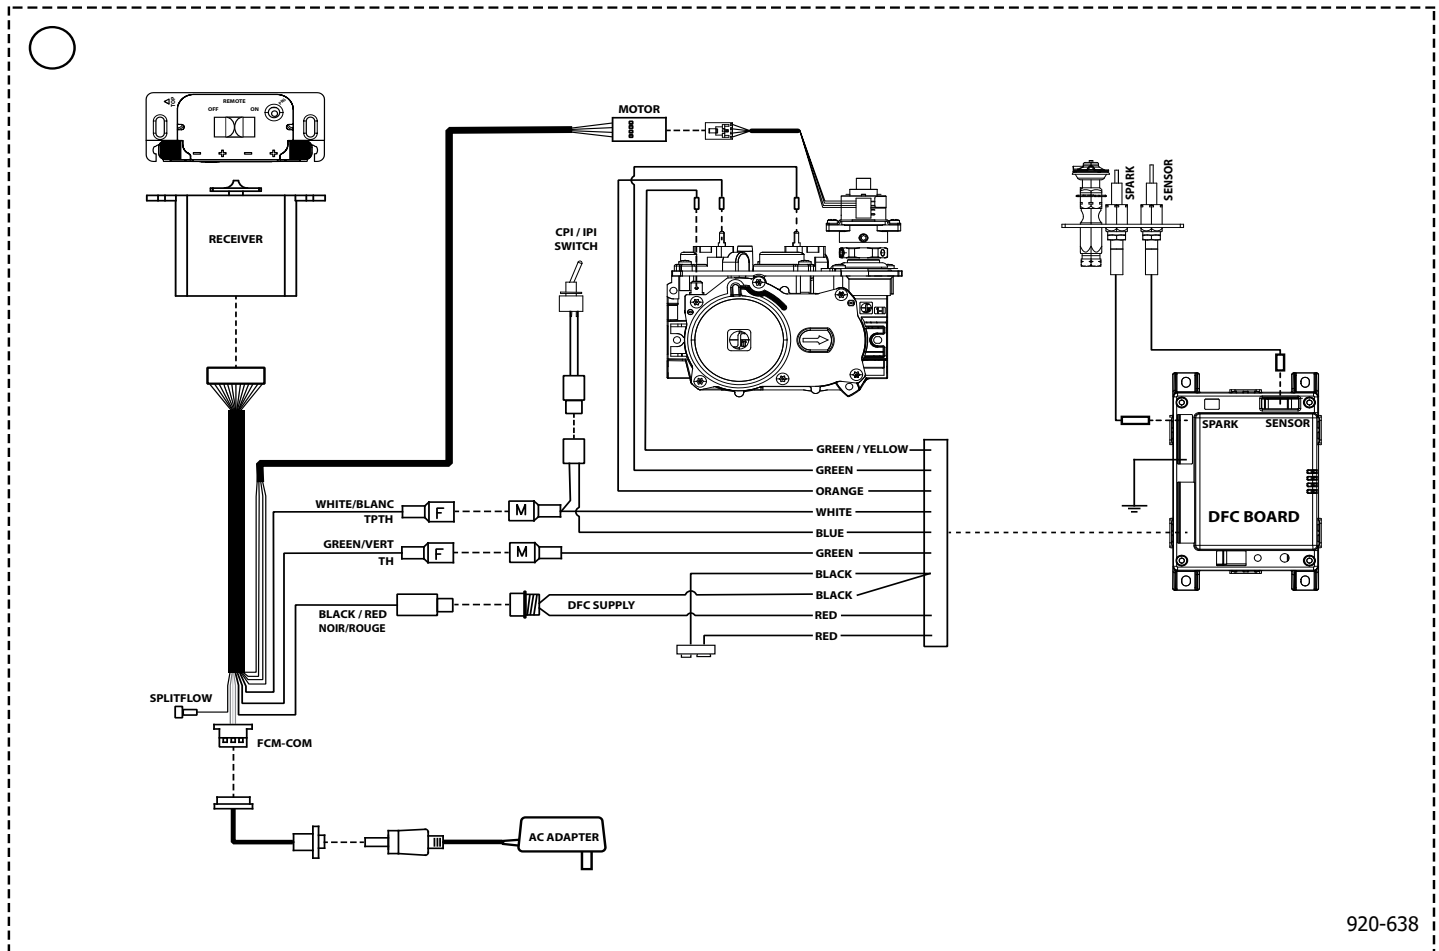 TOP
REMOTE
OFF
ON
RECEIVER
MOTOR
CPI / IPI
SWITCH
SPARK
SENSOR
SPARK
SENSOR
DFC BOARD
GREEN / YELLOW
GREEN
ORANGE
WHITE/BLANC
TPTH
F
M
WHITE
BLUE
GREEN/VERT
TH
F
M
GREEN
BLACK
BLACK
BLACK / RED
NOIR/ROUGE
DFC SUPPLY
RED
RED
SPLITFLOW
FCM-COM
AC ADAPTER
920-638